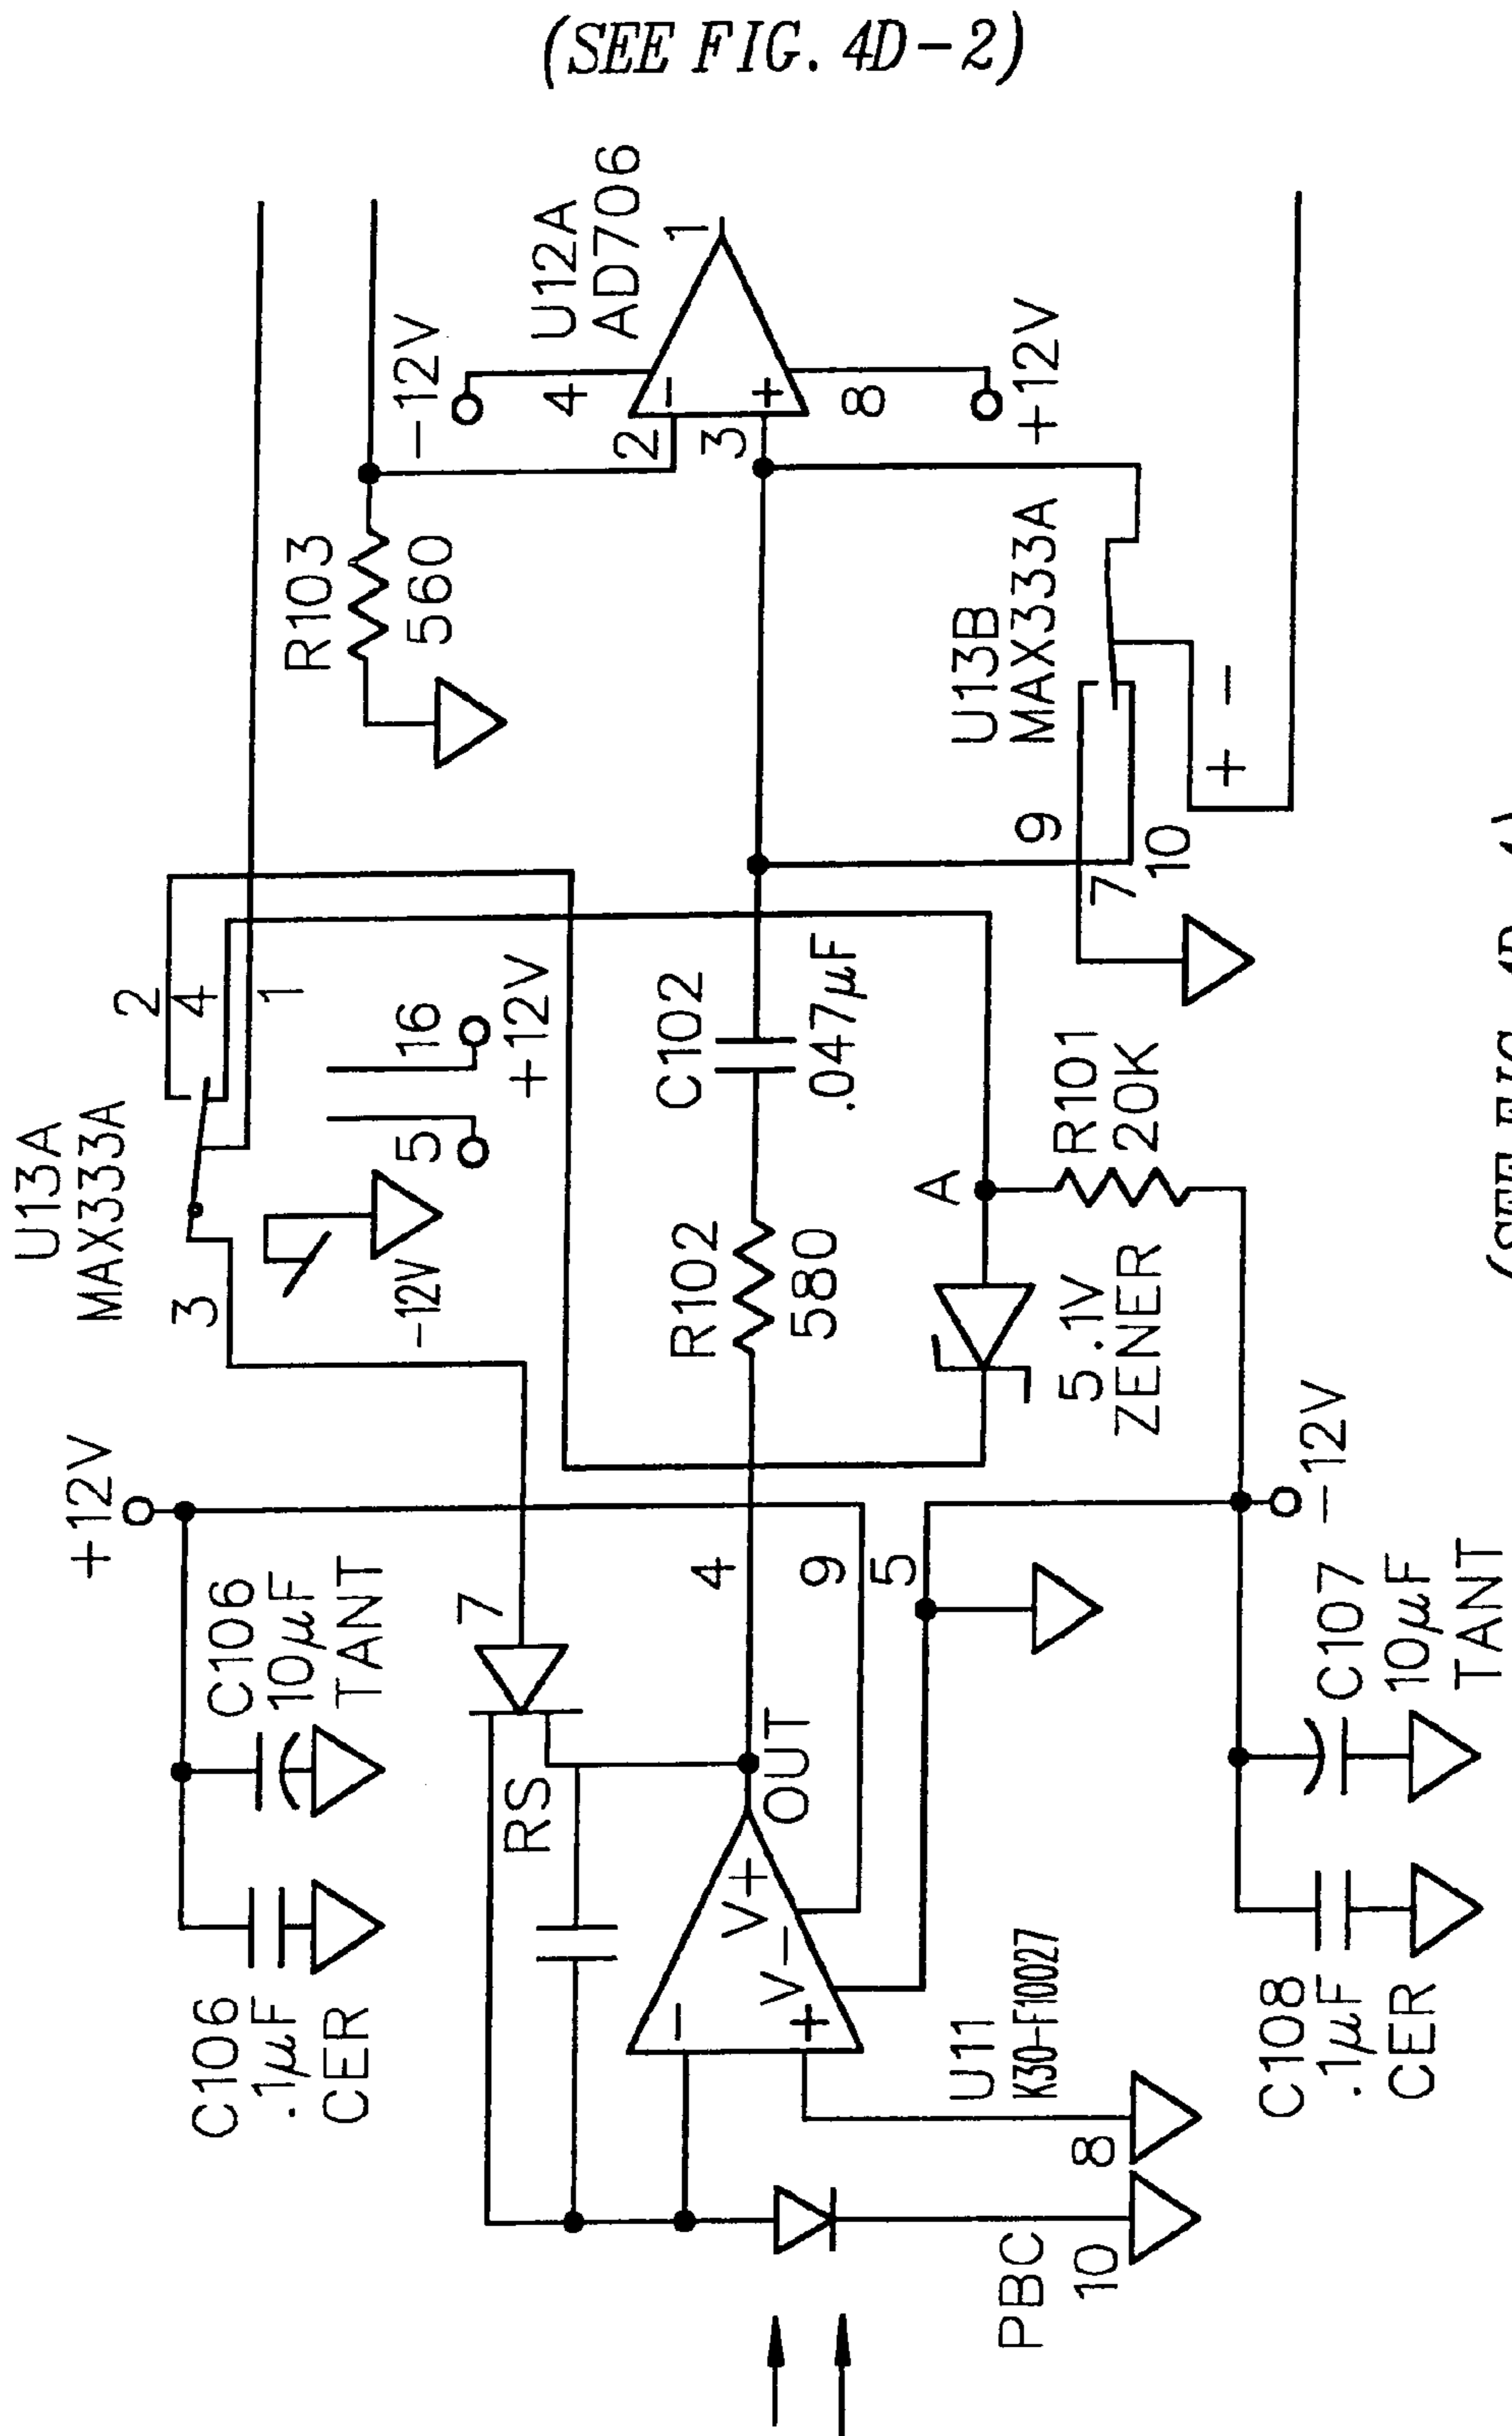 (SEE FIG. 4D-2)
U13A
MAX333A
2
4
1
3
5
16
-12V
+12V
R103
560
-12V
U12A
AD706
4
2
3
1
8
+12V
+12V
C106
10μF
TANT
C106
.1μF
CER
7
RS
4
9
5
OUT
V+
V-
-
+
U11
K30-F10027
PBC
10
8
R102
580
C102
.047μF
A
5.1V
ZENER
R101
20K
U13B
MAX333A
9
7
10
+ -
-
+
-12V
C107
10μF
TANT
C108
.1μF
CER